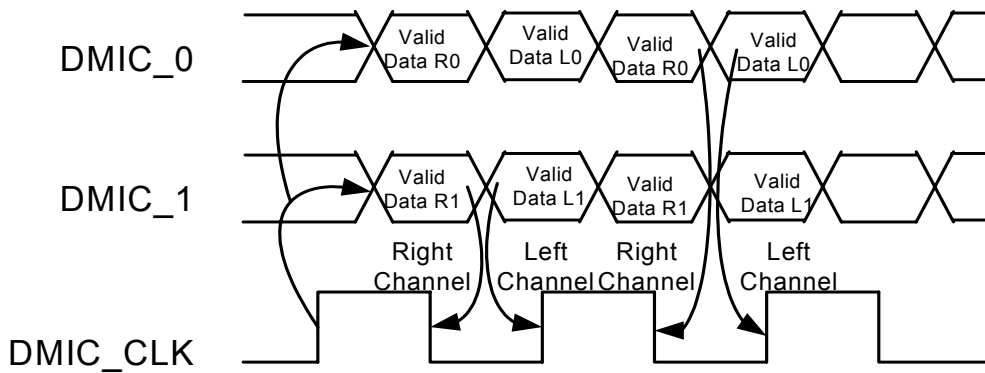 DMIC_0
Valid
Data R0
Valid
Data L0
Valid
Data R0
Valid
Data L0
DMIC_1
Valid
Data R1
Valid
Data L1
Valid
Data R1
Valid
Data L1
Right
Channel
Left
Channel
Right
Channel
Left
Channel
DMIC_CLK